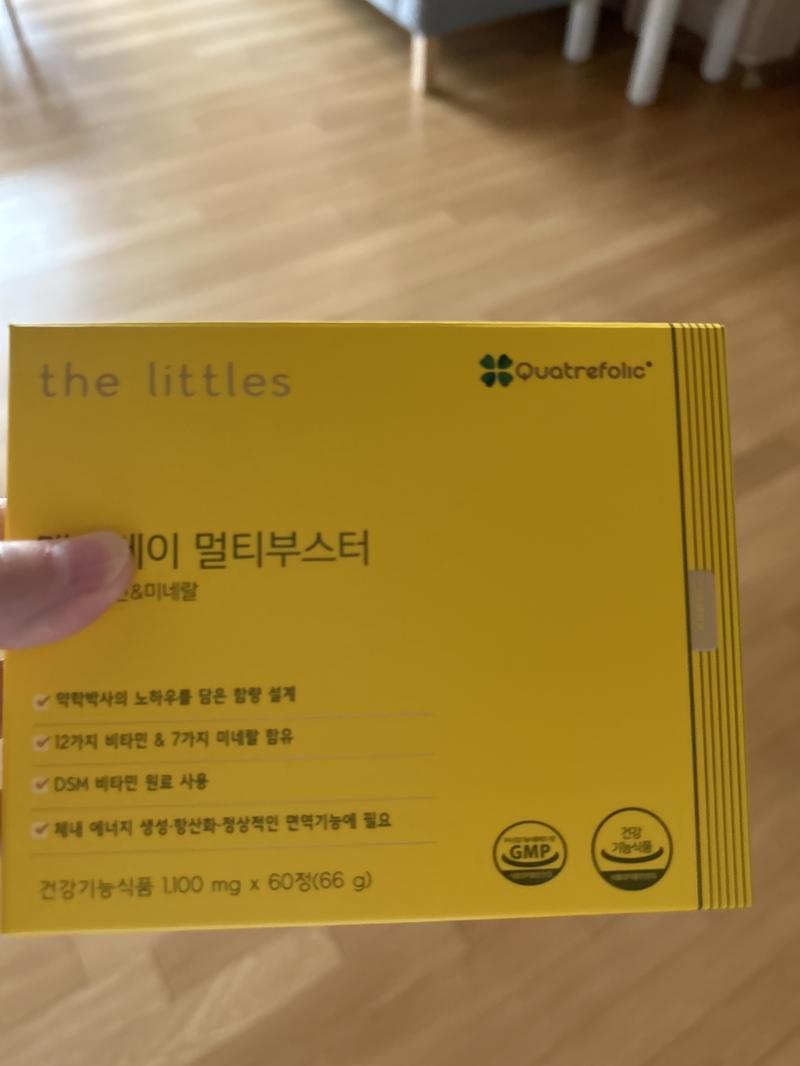 the littles
Quatrefolic
데이 멀티부스터
&미네랄
약학박사의 노하우를 담은 함량 설계
12가지 비타민 & 7가지 미네랄 함유
DSM 비타민 원료 사용
체내 에너지 생성·항산화·정상적인 면역기능에 필요
GMP
건강
기능식품
건강기능식품 1,100 mg x 60정(66 g)